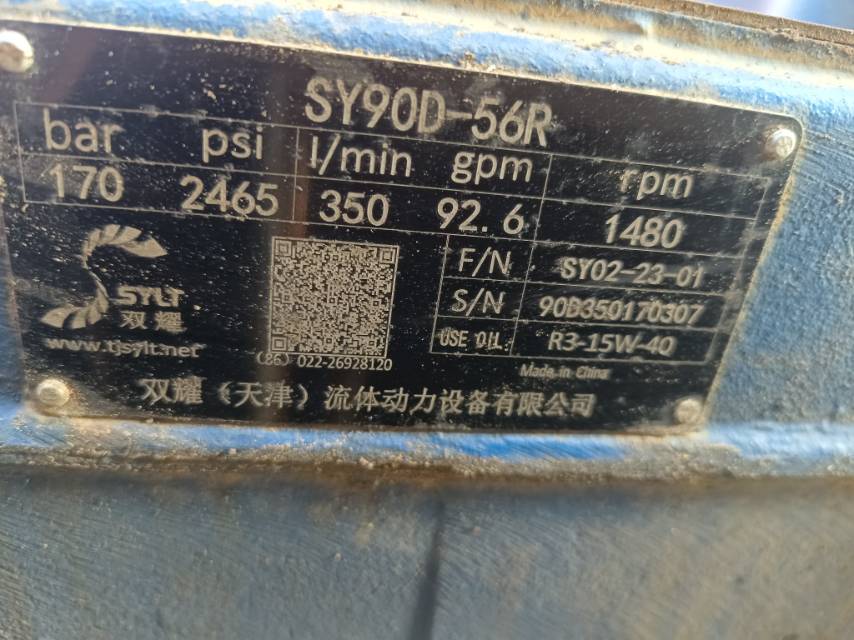 SY90D-56R
bar psi l/min gpm rpm
170 2465 350 92.6 1480
F/N SY02-23-01
SYLT
S/N 90D350170307
双耀
USE OIL. R3-15W-40
www.tjsylt.net
(86) 022-26928120
Made in China
双耀（天津）流体动力设备有限公司